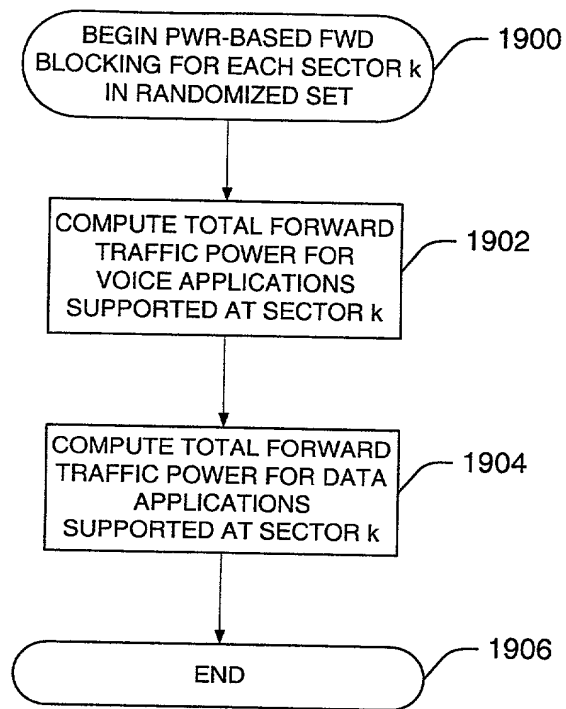 BEGIN PWR-BASED FWD
BLOCKING FOR EACH SECTOR k
IN RANDOMIZED SET
1900
COMPUTE TOTAL FORWARD
TRAFFIC POWER FOR
VOICE APPLICATIONS
SUPPORTED AT SECTOR k
1902
COMPUTE TOTAL FORWARD
TRAFFIC POWER FOR DATA
APPLICATIONS
SUPPORTED AT SECTOR k
1904
END
1906